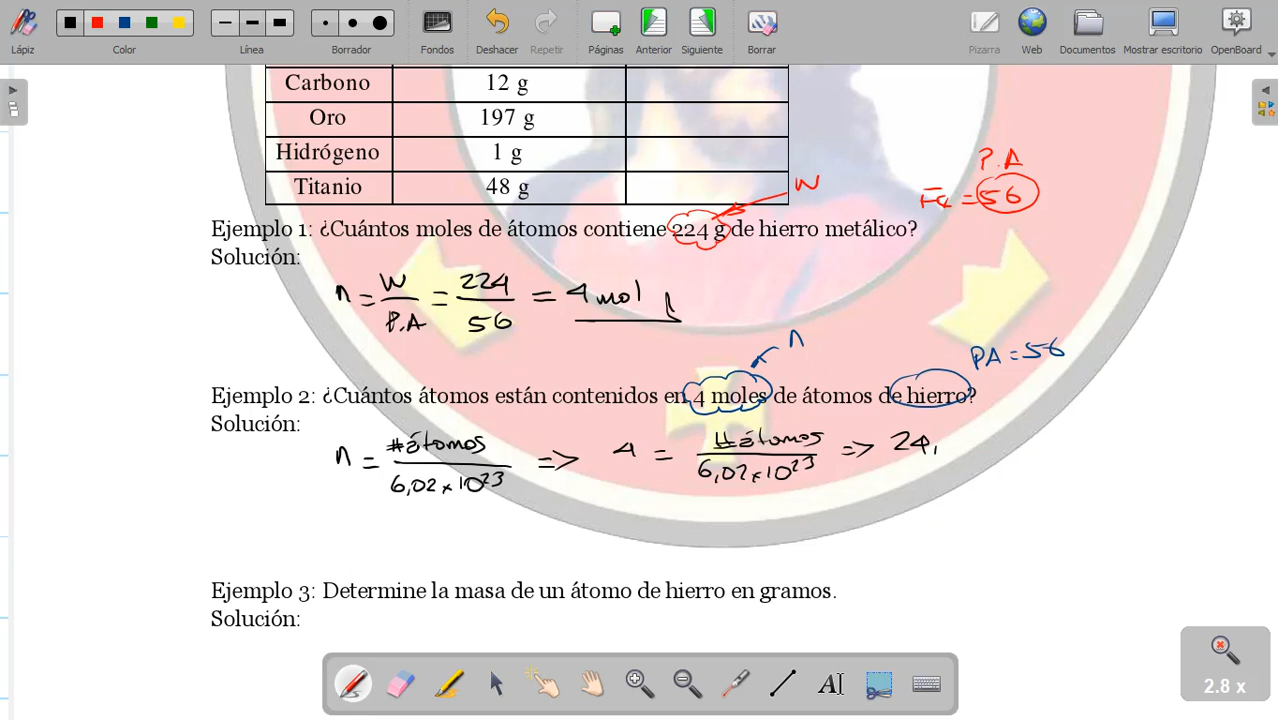 Lápiz Color Línea Borrador Fondos Deshacer Repetir Páginas Anterior Siguiente Borrar Pizarra Web Documentos Mostrar escritorio OpenBoard
Carbono 12 g
Oro 197 g
Hidrógeno 1 g
Titanio 48 g
P.A
W
Fe = 56
Ejemplo 1: ¿Cuántos moles de átomos contiene 224 g de hierro metálico?
Solución:
n = W / P.A = 224 / 56 = 4 mol
n
PA = 56
Ejemplo 2: ¿Cuántos átomos están contenidos en 4 moles de átomos de hierro?
Solución:
n = #átomos / 6,02 x 10²³ => 4 = #átomos / 6,02 x 10²³ => 24,
Ejemplo 3: Determine la masa de un átomo de hierro en gramos.
Solución:
2.8 x